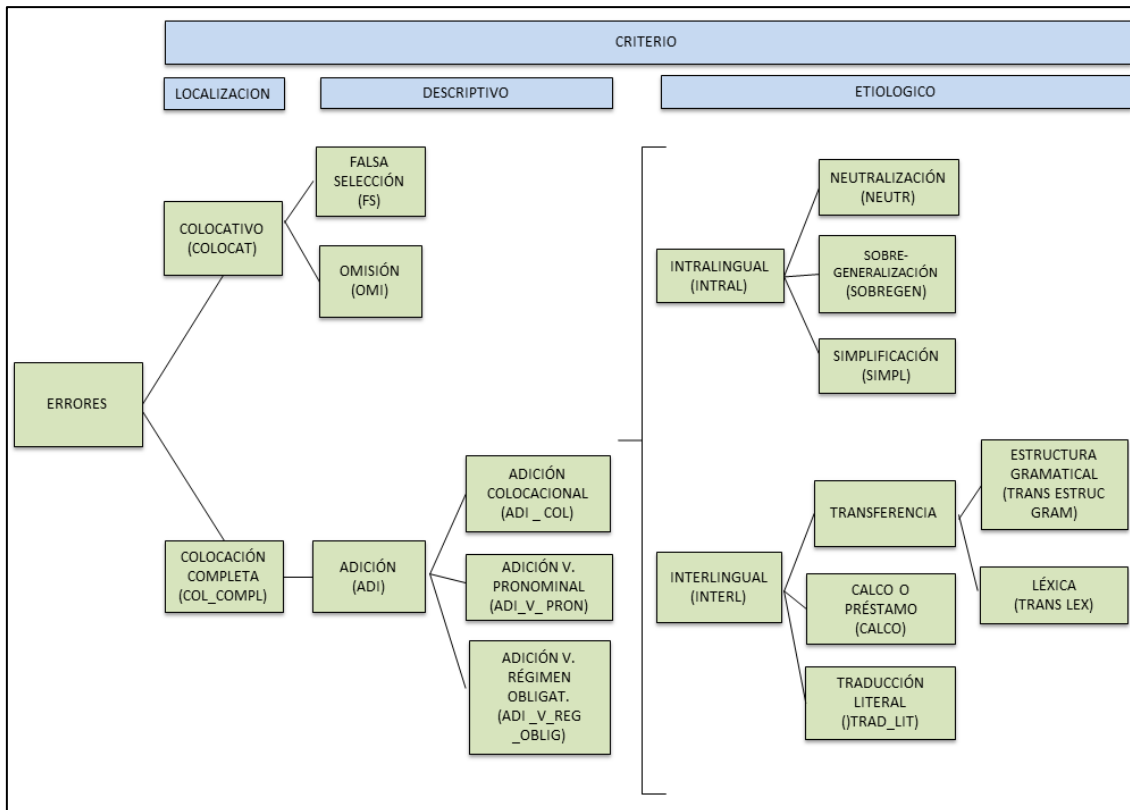 CRITERIO
LOCALIZACION
DESCRIPTIVO
ETIOLOGICO
ERRORES
COLOCATIVO
(COLOCAT)
FALSA
SELECCIÓN
(FS)
OMISIÓN
(OMI)
COLOCACIÓN
COMPLETA
(COL_COMPL)
ADICIÓN
(ADI)
ADICIÓN
COLOCACIONAL
(ADI _ COL)
ADICIÓN V.
PRONOMINAL
(ADI_V_ PRON)
ADICIÓN V.
RÉGIMEN
OBLIGAT.
(ADI _V_REG
_OBLIG)
INTRALINGUAL
(INTRAL)
NEUTRALIZACIÓN
(NEUTR)
SOBRE-
GENERALIZACIÓN
(SOBREGEN)
SIMPLIFICACIÓN
(SIMPL)
INTERLINGUAL
(INTERL)
TRANSFERENCIA
ESTRUCTURA
GRAMATICAL
(TRANS ESTRUC
GRAM)
LÉXICA
(TRANS LEX)
CALCO O
PRÉSTAMO
(CALCO)
TRADUCCIÓN
LITERAL
()TRAD_LIT)